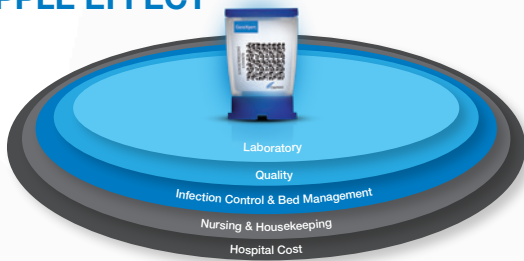 PPLE EFFECT
Laboratory
Quality
Infection Control & Bed Management
Nursing & Housekeeping
Hospital Cost